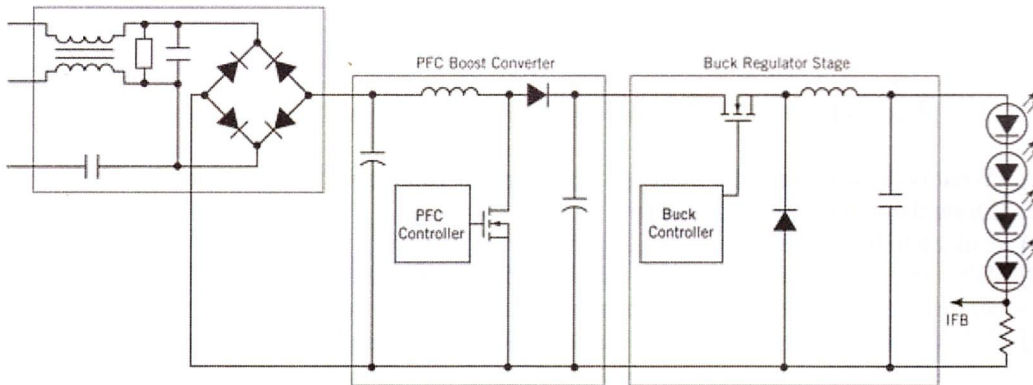 PFC Boost Converter
Buck Regulator Stage
PFC
Controller
Buck
Controller
IFB